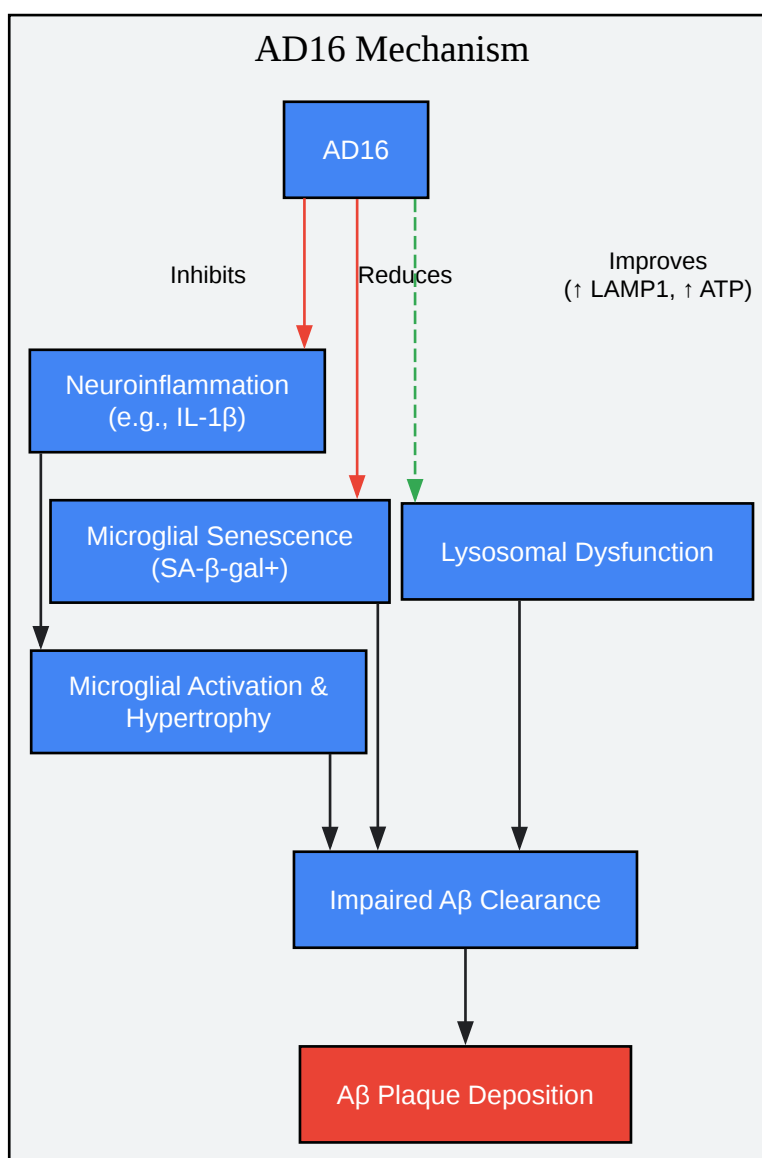 AD16 Mechanism
AD16
Inhibits
Reduces
Improves
(↑ LAMP1, ↑ ATP)
Neuroinflammation
(e.g., IL-1β)
Microglial Senescence
(SA-β-gal+)
Lysosomal Dysfunction
Microglial Activation &
Hypertrophy
Impaired Aβ Clearance
Aβ Plaque Deposition